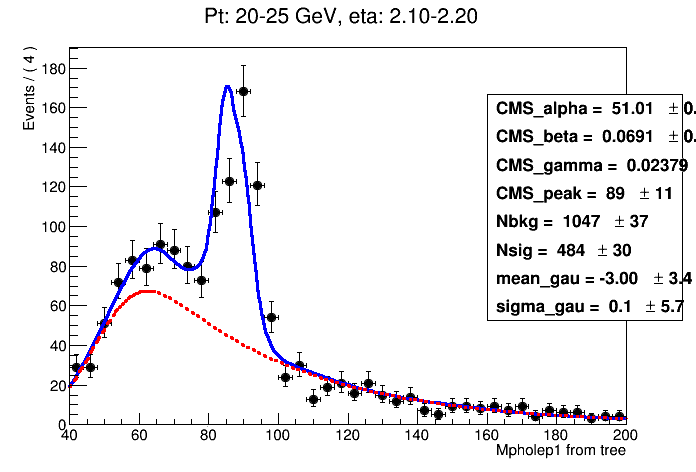 Pt: 20-25 GeV, eta: 2.10-2.20
Events / ( 4 )
180
160
140
120
100
80
60
40
20
0
40 60 80 100 120 140 160 180 200
Mpholep1 from tree
CMS_alpha = 51.01 ± 0.
CMS_beta = 0.0691 ± 0.
CMS_gamma = 0.02379
CMS_peak = 89 ± 11
Nbkg = 1047 ± 37
Nsig = 484 ± 30
mean_gau = -3.00 ± 3.4
sigma_gau = 0.1 ± 5.7